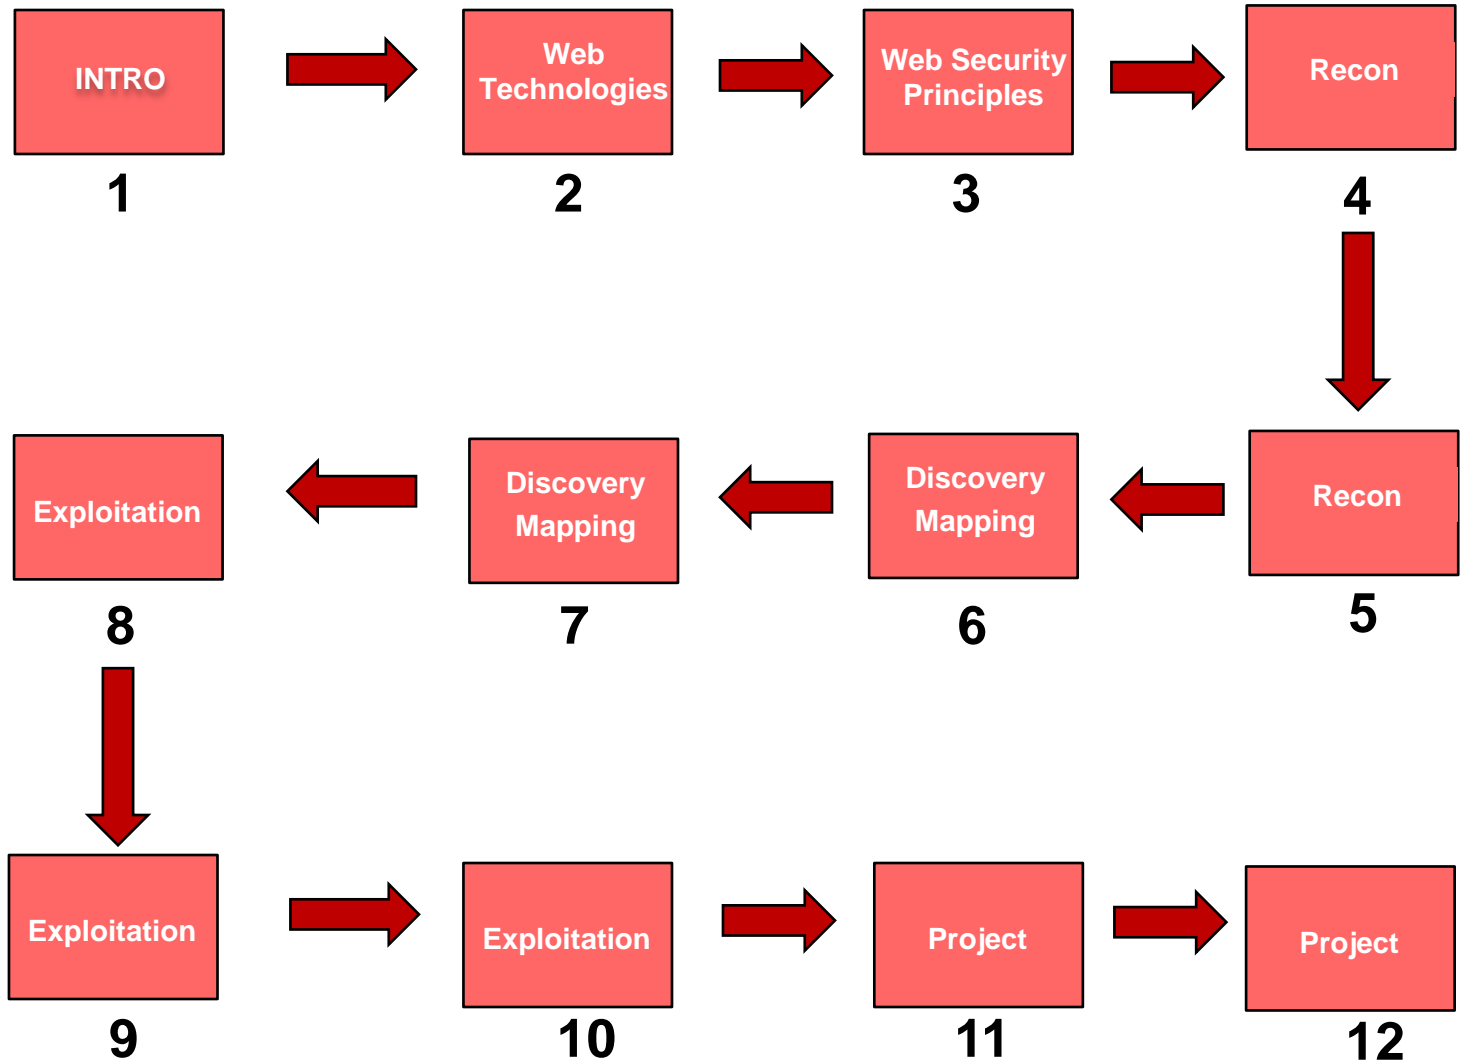 INTRO
1
Web
Technologies
2
Web Security
Principles
3
Recon
4
Recon
5
Discovery
Mapping
6
Discovery
Mapping
7
Exploitation
8
Exploitation
9
Exploitation
10
Project
11
Project
12